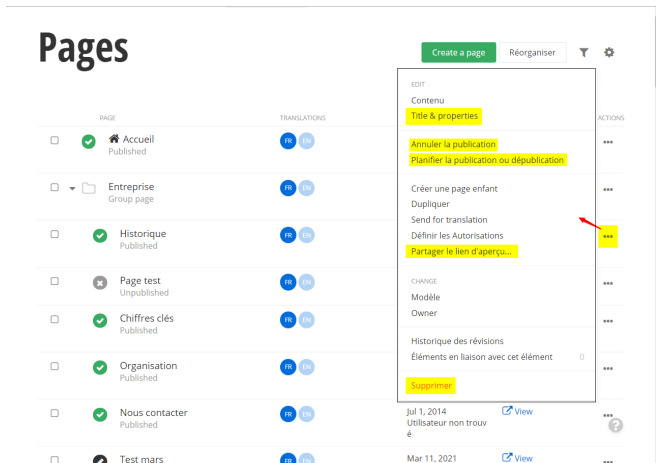 Pages
Create a page
Réorganiser
PAGE
TRANSLATIONS
ACTIONS
EDIT
Contenu
Title & properties
Annuler la publication
Planifier la publication ou dépublication
Créer une page enfant
Dupliquer
Send for translation
Définir les Autorisations
Partager le lien d'aperçu...
CHANGE
Modèle
Owner
Historique des révisions
Éléments en liaison avec cet élément 0
Supprimer
Accueil
Published
FR EN
Entreprise
Group page
FR EN
Historique
Published
FR EN
Page test
Unpublished
FR EN
Chiffres clés
Published
FR EN
Organisation
Published
FR EN
Nous contacter
Published
FR EN
Jul 1, 2014
Utilisateur non trouv
é
View
?
Test mars
FR EN
Mar 11, 2021
View